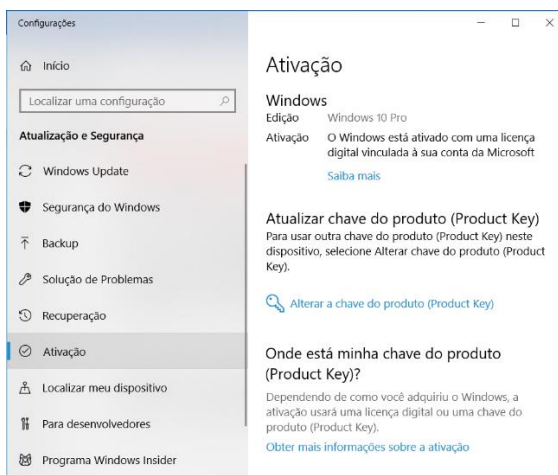 Configurações
Início
Localizar uma configuração
Atualização e Segurança
Windows Update
Segurança do Windows
Backup
Solução de Problemas
Recuperação
Ativação
Localizar meu dispositivo
Para desenvolvedores
Programa Windows Insider
Ativação
Windows
Edição Windows 10 Pro
Ativação O Windows está ativado com uma licença
digital vinculada à sua conta da Microsoft
Saiba mais
Atualizar chave do produto (Product Key)
Para usar outra chave do produto (Product Key) neste
dispositivo, selecione Alterar chave do produto (Product
Key).
Alterar a chave do produto (Product Key)
Onde está minha chave do produto
(Product Key)?
Dependendo de como você adquiriu o Windows, a
ativação usará uma licença digital ou uma chave do
produto (Product Key).
Obter mais informações sobre a ativação